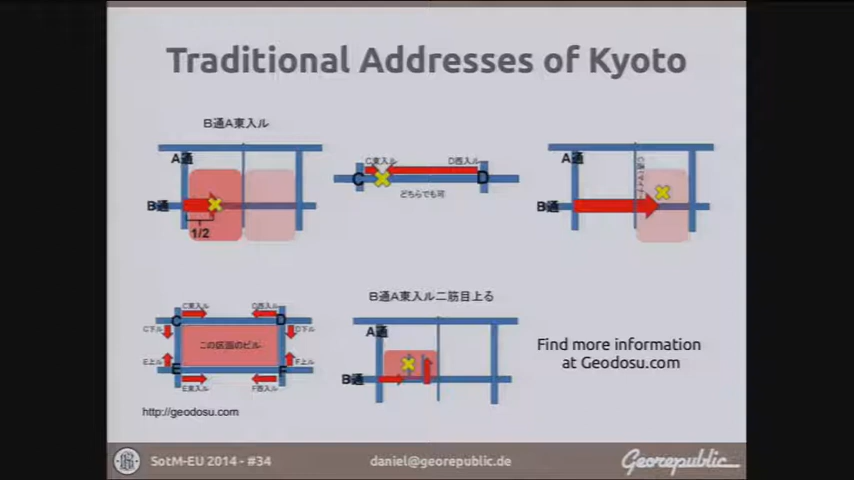 Traditional Addresses of Kyoto
B通A東入ル
A通
B通
1/2
C東入ル
D西入ル
C
D
どちらでも可
A通
B通
C東入ル
D西入ル
C
D
C下ル
D下ル
この区画のビル
E上ル
F上ル
E
F
E東入ル
F西入ル
http://geodosu.com
B通A東入ル二筋目上る
A通
B通
Find more information
at Geodosu.com
SotM-EU 2014 - #34
daniel@georepublic.de
Georepublic